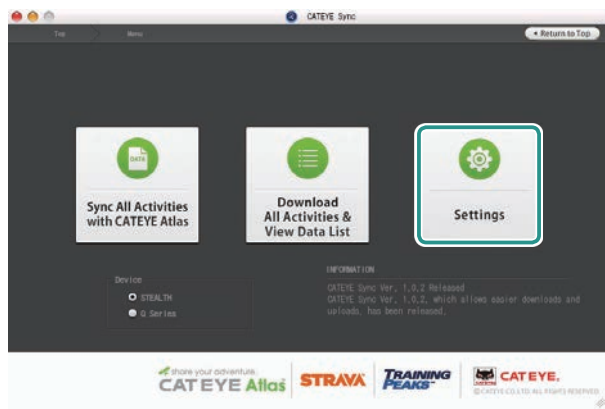 CATEYE Sync
Top Menu
Return to Top
DATA
Sync All Activities
with CATEYE Atlas
Download
All Activities &
View Data List
Settings
Device
STEALTH
Q Series
INFORMATION
CATEYE Sync Ver. 1.0.2 Released
CATEYE Sync Ver. 1.0.2, which allows easier downloads and
uploads, has been released.
share your adventure.
CATEYE Atlas
STRAVA
TRAINING
PEAKS
CATEYE.
© CATEYE CO.,LTD. ALL RIGHTS RESERVED.